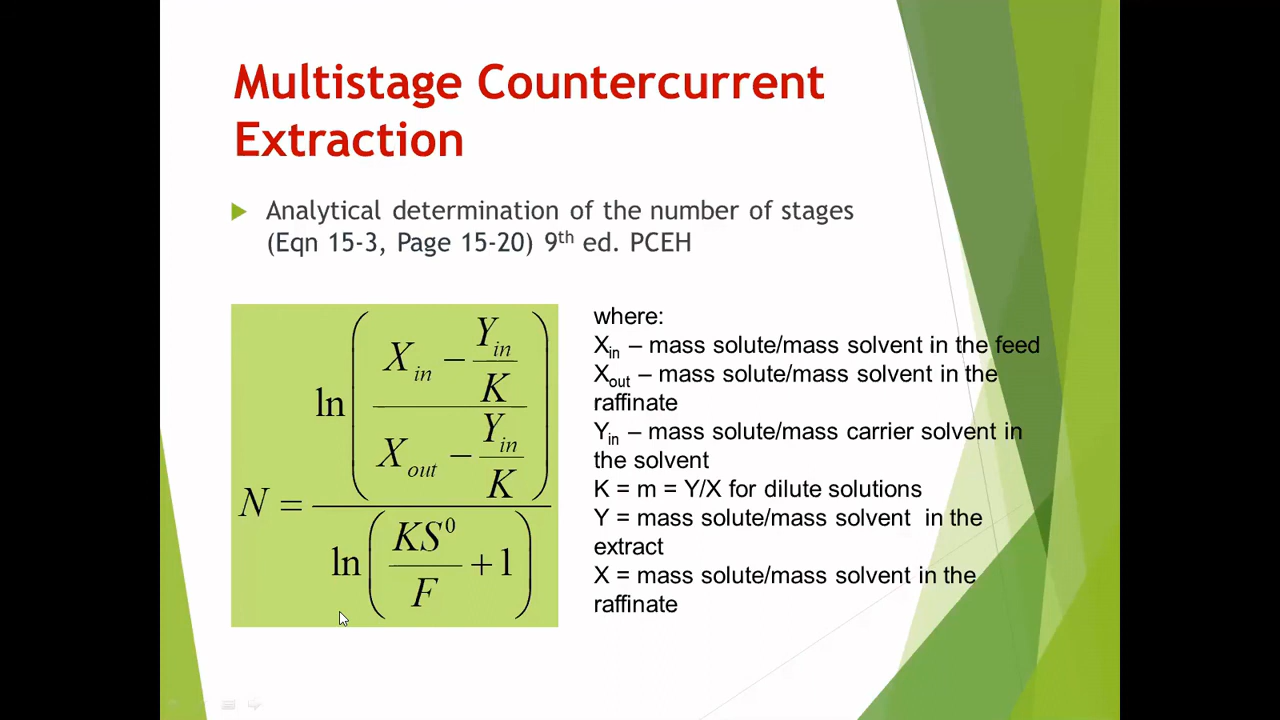 Multistage Countercurrent
Extraction
Analytical determination of the number of stages
(Eqn 15-3, Page 15-20) 9th ed. PCEH
N = ln((X_in − Y_in/K)/(X_out − Y_in/K)) / ln(KS⁰/F + 1)
where:
X_in – mass solute/mass solvent in the feed
X_out – mass solute/mass solvent in the
raffinate
Y_in – mass solute/mass carrier solvent in
the solvent
K = m = Y/X for dilute solutions
Y = mass solute/mass solvent in the
extract
X = mass solute/mass solvent in the
raffinate